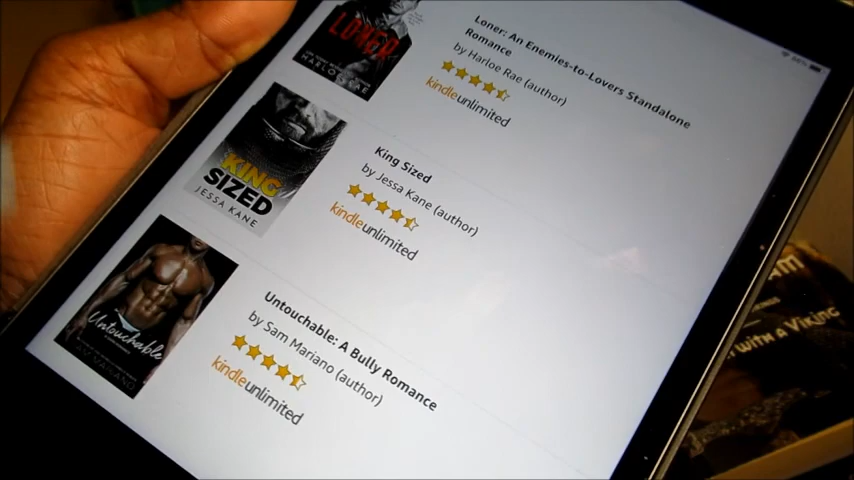 LONER
HARLOE RAE
Loner: An Enemies-to-Lovers Standalone
Romance
by Harloe Rae (author)
kindleunlimited
KING
SIZED
JESSA KANE
King Sized
by Jessa Kane (author)
kindleunlimited
Untouchable
SAM MARIANO
Untouchable: A Bully Romance
by Sam Mariano (author)
kindleunlimited
WITH A VIKING